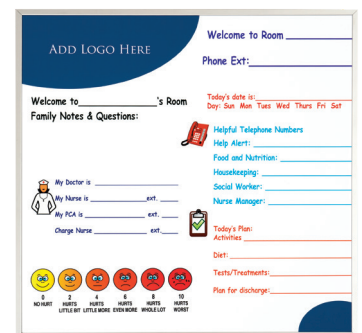 ADD LOGO HERE
Welcome to Room
Phone Ext:
Welcome to 's Room
Family Notes & Questions:
Today's date is:
Day: Sun Mon Tues Wed Thurs Fri Sat
Helpful Telephone Numbers
Help Alert:
Food and Nutrition:
Housekeeping:
Social Worker:
Nurse Manager:
My Doctor is
My Nurse is ext.
My PCA is ext.
Charge Nurse ext.
Today's Plan:
Activities
Diet:
Tests/Treatments:
Plan for discharge:
0 2 4 6 8 10
NO HURT HURTS LITTLE BIT HURTS LITTLE MORE HURTS EVEN MORE HURTS WHOLE LOT HURTS WORST